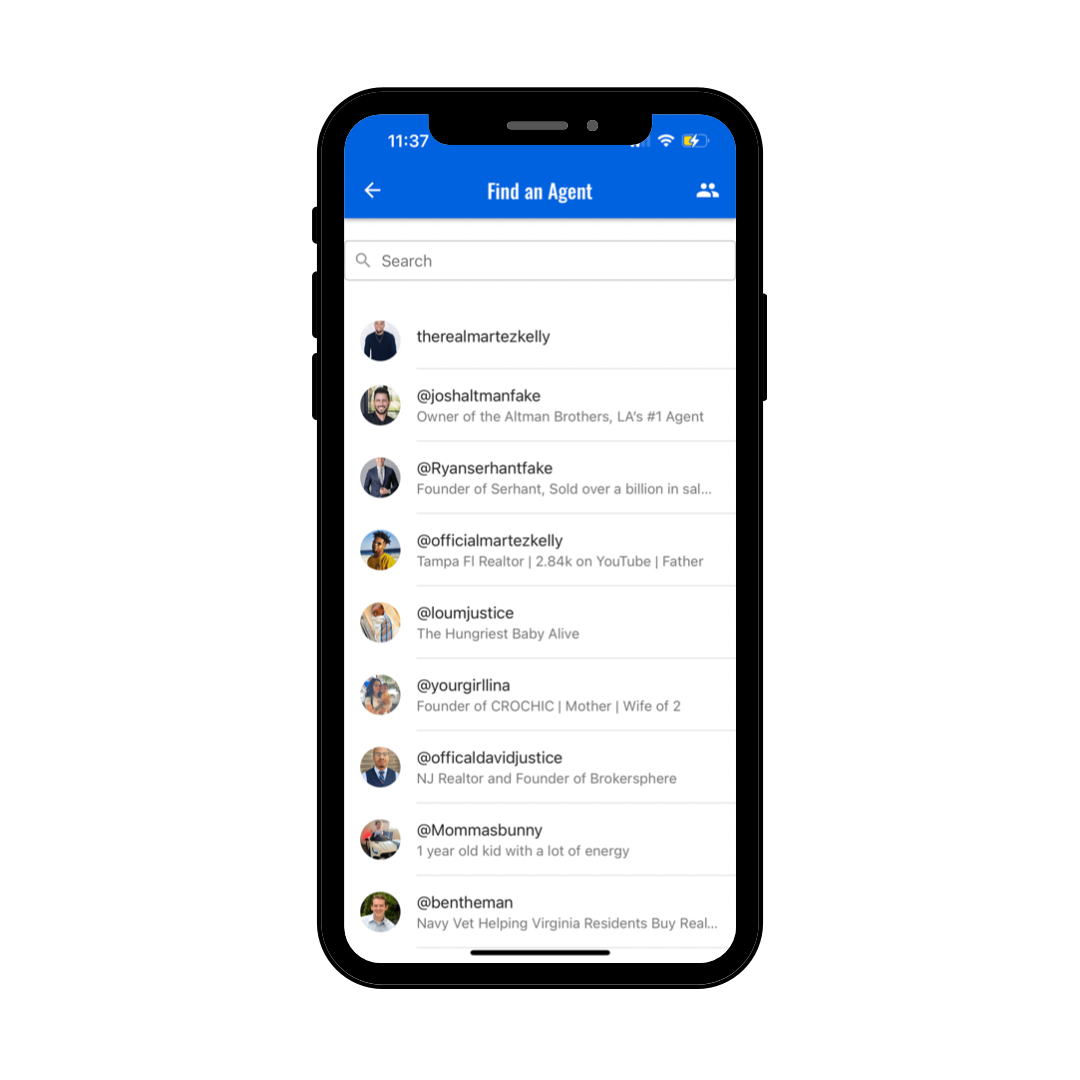 11:37
Find an Agent
Search
therealmartezkelly
@joshaltmanfake
Owner of the Altman Brothers, LA's #1 Agent
@Ryanserhantfake
Founder of Serhant, Sold over a billion in sal...
@officialmartezkelly
Tampa Fl Realtor | 2.84k on YouTube | Father
@loumjustice
The Hungriest Baby Alive
@yourgirllina
Founder of CROCHIC | Mother | Wife of 2
@officaldavidjustice
NJ Realtor and Founder of Brokersphere
@Mommasbunny
1 year old kid with a lot of energy
@bentheman
Navy Vet Helping Virginia Residents Buy Real...